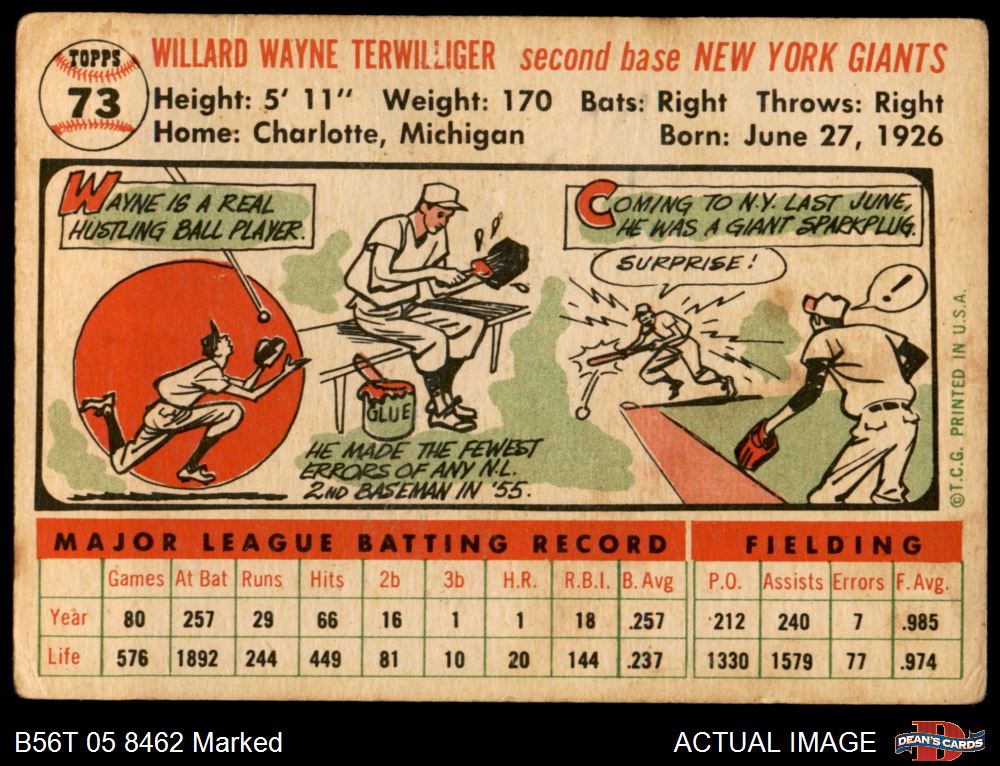 TOPPS
73
WILLARD WAYNE TERWILLIGER second base NEW YORK GIANTS
Height: 5' 11" Weight: 170 Bats: Right Throws: Right
Home: Charlotte, Michigan Born: June 27, 1926
WAYNE IS A REAL
HUSTLING BALL PLAYER.
GLUE
HE MADE THE FEWEST
ERRORS OF ANY N.L.
2ND BASEMAN IN '55.
COMING TO N.Y. LAST JUNE,
HE WAS A GIANT SPARKPLUG.
SURPRISE!
!
©T.C.G. PRINTED IN U.S.A.
MAJOR LEAGUE BATTING RECORD FIELDING
Games At Bat Runs Hits 2b 3b H.R. R.B.I. B. Avg P.O. Assists Errors F. Avg.
Year 80 257 29 66 16 1 1 18 .257 212 240 7 .985
Life 576 1892 244 449 81 10 20 144 .237 1330 1579 77 .974
B56T 05 8462 Marked ACTUAL IMAGE D DEAN'S CARDS